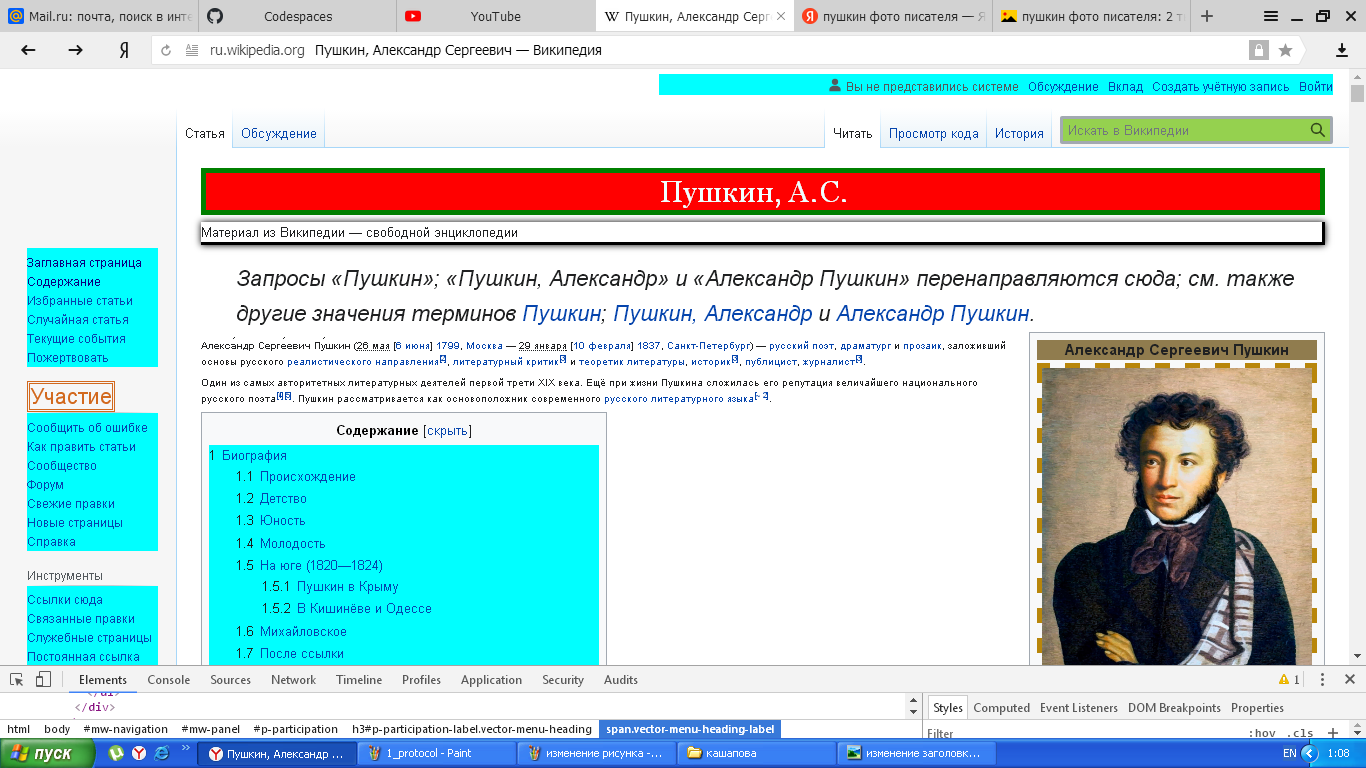 Mail.ru: почта, поиск в инте
Codespaces
YouTube
W Пушкин, Александр Серг
пушкин фото писателя — Я
пушкин фото писателя: 2 т
ru.wikipedia.org Пушкин, Александр Сергеевич — Википедия
Вы не представились системе Обсуждение Вклад Создать учётную запись Войти
Статья Обсуждение Читать Просмотр кода История Искать в Википедии
Пушкин, А.С.
Материал из Википедии — свободной энциклопедии
Запросы «Пушкин»; «Пушкин, Александр» и «Александр Пушкин» перенаправляются сюда; см. также
другие значения терминов Пушкин; Пушкин, Александр и Александр Пушкин.
Алекса́ндр Серге́евич Пу́шкин (26 мая [6 июня] 1799, Москва — 29 января [10 февраля] 1837, Санкт-Петербург) — русский поэт, драматург и прозаик, заложивший
основы русского реалистического направления[2], литературный критик[3] и теоретик литературы, историк[3], публицист, журналист[3].
Один из самых авторитетных литературных деятелей первой трети XIX века. Ещё при жизни Пушкина сложилась его репутация величайшего национального
русского поэта[4][5]. Пушкин рассматривается как основоположник современного русского литературного языка[~ 2].
Содержание [скрыть]
1 Биография
1.1 Происхождение
1.2 Детство
1.3 Юность
1.4 Молодость
1.5 На юге (1820—1824)
1.5.1 Пушкин в Крыму
1.5.2 В Кишинёве и Одессе
1.6 Михайловское
1.7 После ссылки
Александр Сергеевич Пушкин
Заглавная страница
Содержание
Избранные статьи
Случайная статья
Текущие события
Пожертвовать
Участие
Сообщить об ошибке
Как править статьи
Сообщество
Форум
Свежие правки
Новые страницы
Справка
Инструменты
Ссылки сюда
Связанные правки
Служебные страницы
Постоянная ссылка
Elements Console Sources Network Timeline Profiles Application Security Audits 1
</div>
Styles Computed Event Listeners DOM Breakpoints Properties
html body #mw-navigation #mw-panel #p-participation h3#p-participation-label.vector-menu-heading span.vector-menu-heading-label
Filter :hov .cls +
пуск
Пушкин, Александр ...
1_protocol - Paint
изменение рисунка -...
кашапова
изменение заголовк...
EN 1:08